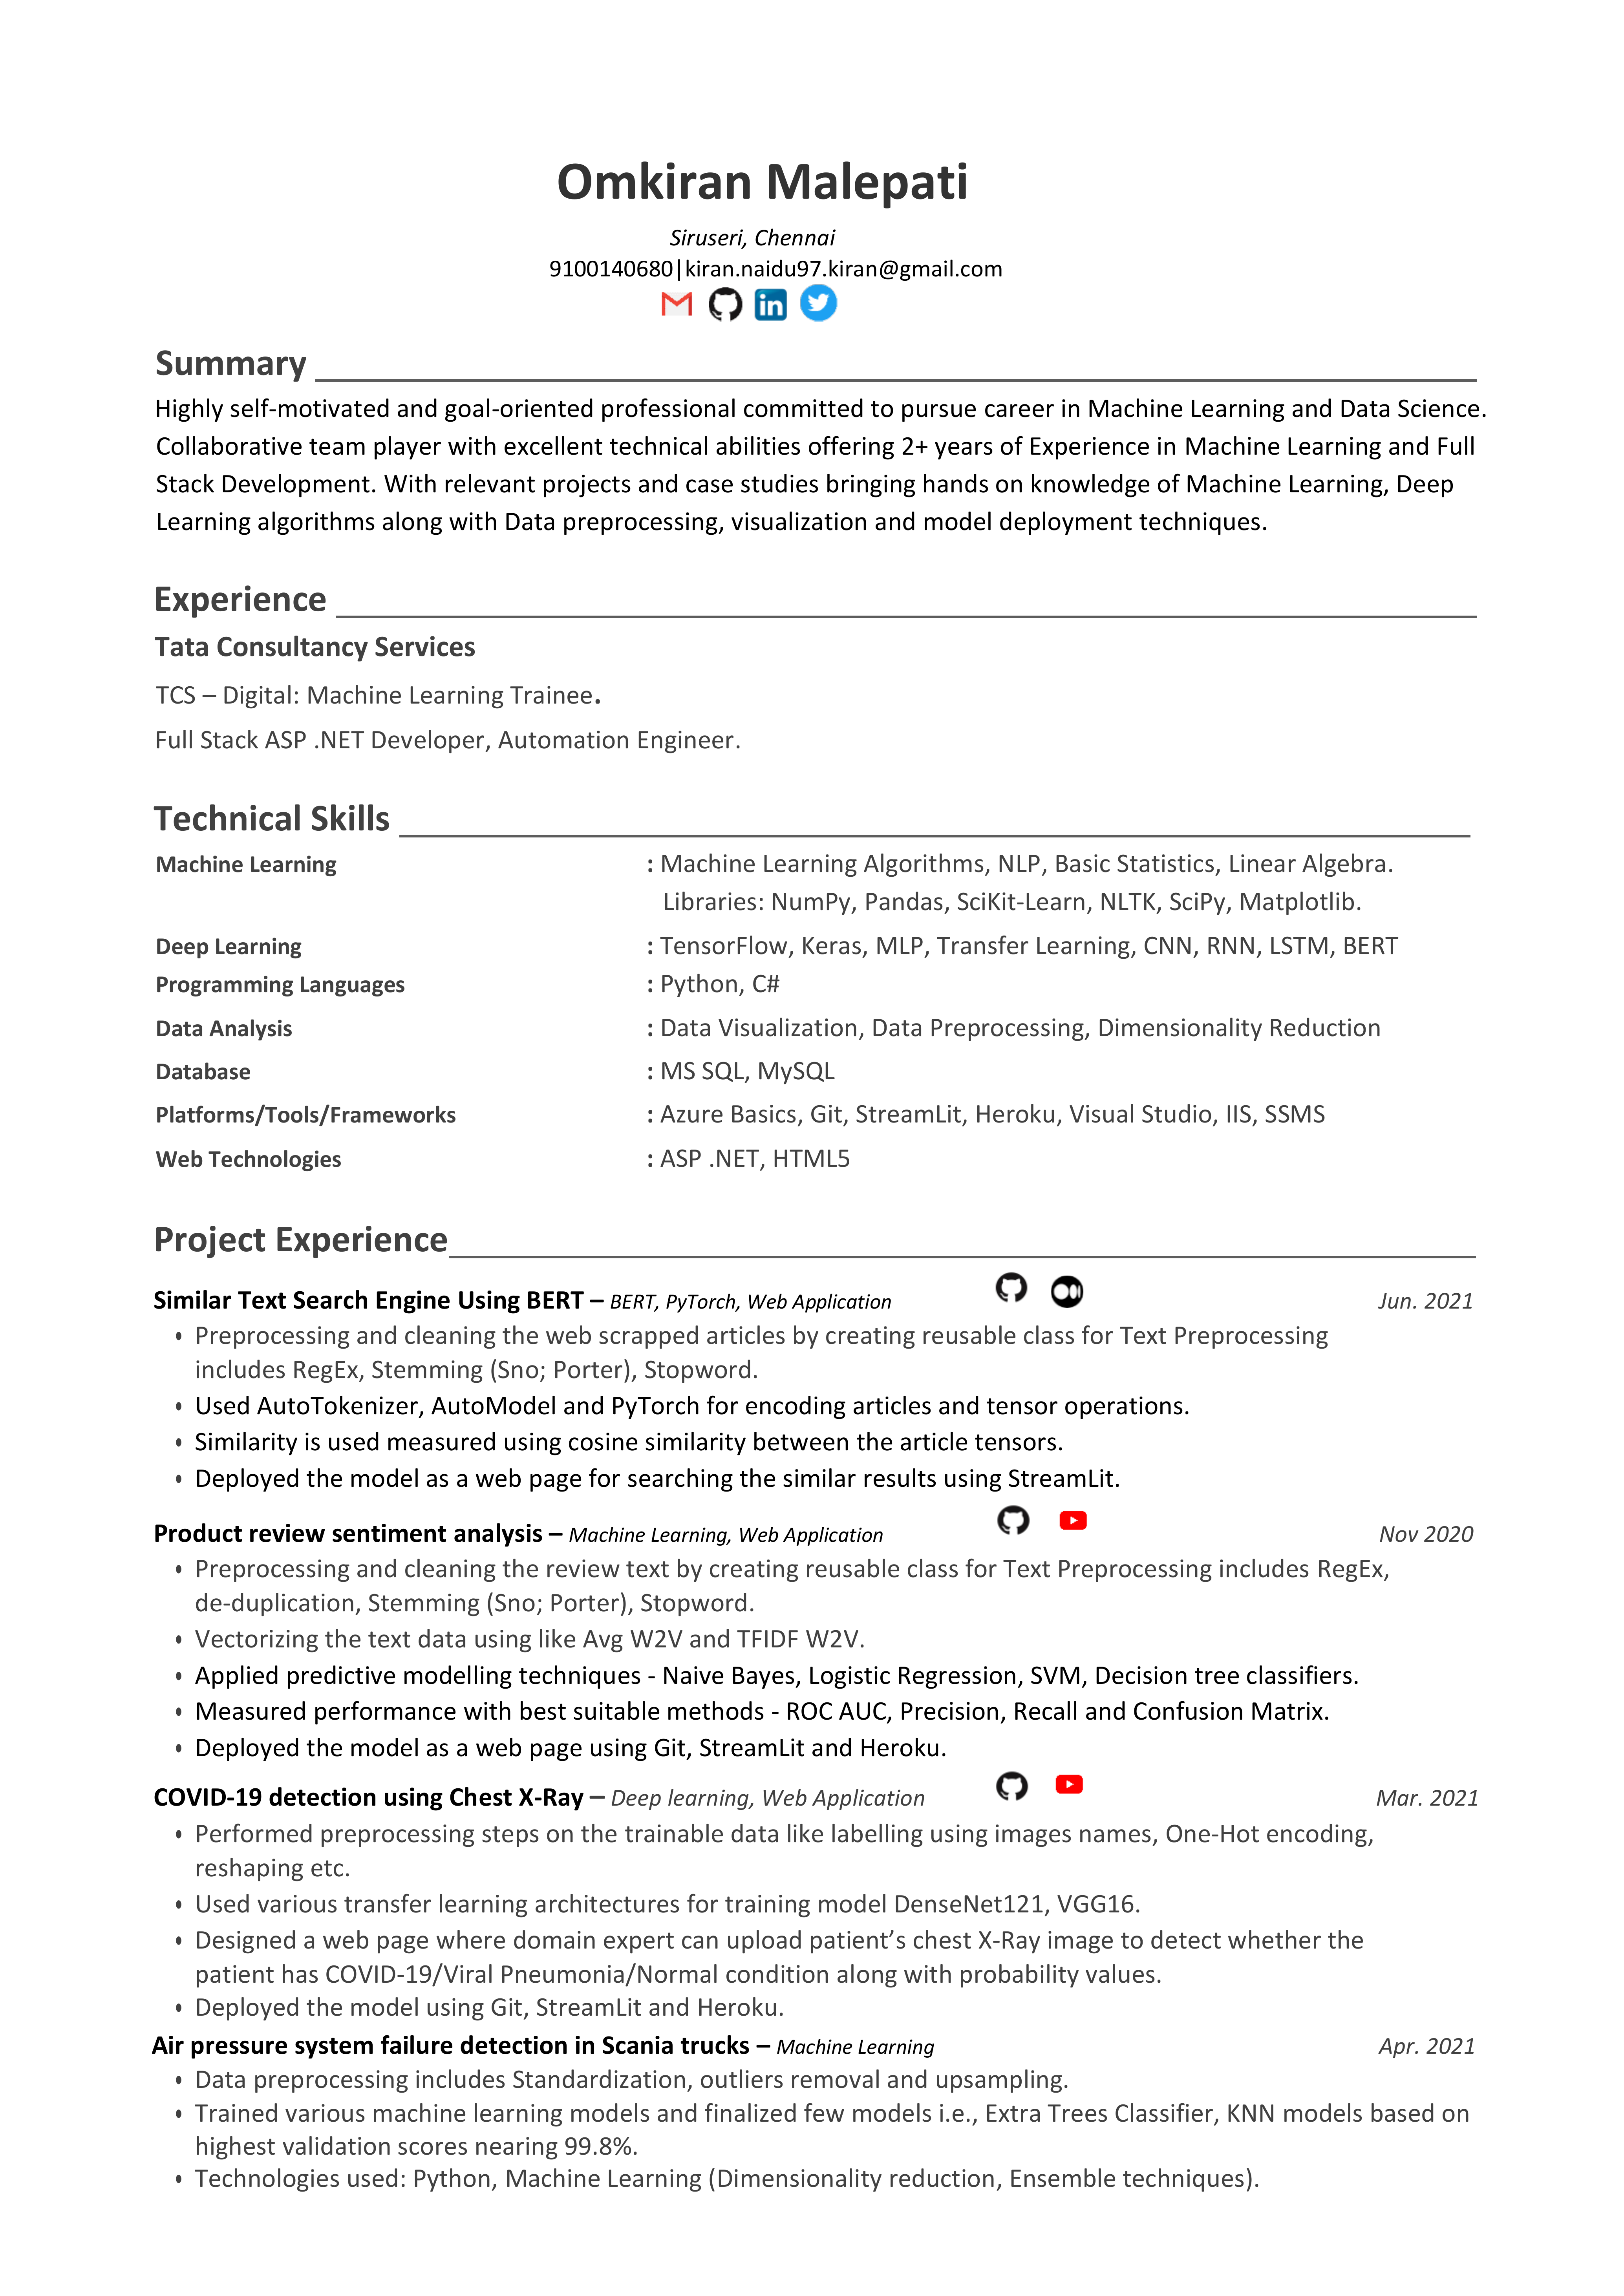 Omkiran Malepati
Siruseri, Chennai
9100140680|kiran.naidu97.kiran@gmail.com
Summary
Highly self-motivated and goal-oriented professional committed to pursue career in Machine Learning and Data Science.
Collaborative team player with excellent technical abilities offering 2+ years of Experience in Machine Learning and Full
Stack Development. With relevant projects and case studies bringing hands on knowledge of Machine Learning, Deep
Learning algorithms along with Data preprocessing, visualization and model deployment techniques.
Experience
Tata Consultancy Services
TCS – Digital: Machine Learning Trainee.
Full Stack ASP .NET Developer, Automation Engineer.
Technical Skills
Machine Learning : Machine Learning Algorithms, NLP, Basic Statistics, Linear Algebra.
Libraries: NumPy, Pandas, SciKit-Learn, NLTK, SciPy, Matplotlib.
Deep Learning : TensorFlow, Keras, MLP, Transfer Learning, CNN, RNN, LSTM, BERT
Programming Languages : Python, C#
Data Analysis : Data Visualization, Data Preprocessing, Dimensionality Reduction
Database : MS SQL, MySQL
Platforms/Tools/Frameworks : Azure Basics, Git, StreamLit, Heroku, Visual Studio, IIS, SSMS
Web Technologies : ASP .NET, HTML5
Project Experience
Similar Text Search Engine Using BERT – BERT, PyTorch, Web Application Jun. 2021
• Preprocessing and cleaning the web scrapped articles by creating reusable class for Text Preprocessing
includes RegEx, Stemming (Sno; Porter), Stopword.
• Used AutoTokenizer, AutoModel and PyTorch for encoding articles and tensor operations.
• Similarity is used measured using cosine similarity between the article tensors.
• Deployed the model as a web page for searching the similar results using StreamLit.
Product review sentiment analysis – Machine Learning, Web Application Nov 2020
• Preprocessing and cleaning the review text by creating reusable class for Text Preprocessing includes RegEx,
de-duplication, Stemming (Sno; Porter), Stopword.
• Vectorizing the text data using like Avg W2V and TFIDF W2V.
• Applied predictive modelling techniques - Naive Bayes, Logistic Regression, SVM, Decision tree classifiers.
• Measured performance with best suitable methods - ROC AUC, Precision, Recall and Confusion Matrix.
• Deployed the model as a web page using Git, StreamLit and Heroku.
COVID-19 detection using Chest X-Ray – Deep learning, Web Application Mar. 2021
• Performed preprocessing steps on the trainable data like labelling using images names, One-Hot encoding,
reshaping etc.
• Used various transfer learning architectures for training model DenseNet121, VGG16.
• Designed a web page where domain expert can upload patient’s chest X-Ray image to detect whether the
patient has COVID-19/Viral Pneumonia/Normal condition along with probability values.
• Deployed the model using Git, StreamLit and Heroku.
Air pressure system failure detection in Scania trucks – Machine Learning Apr. 2021
• Data preprocessing includes Standardization, outliers removal and upsampling.
• Trained various machine learning models and finalized few models i.e., Extra Trees Classifier, KNN models based on
highest validation scores nearing 99.8%.
• Technologies used: Python, Machine Learning (Dimensionality reduction, Ensemble techniques).